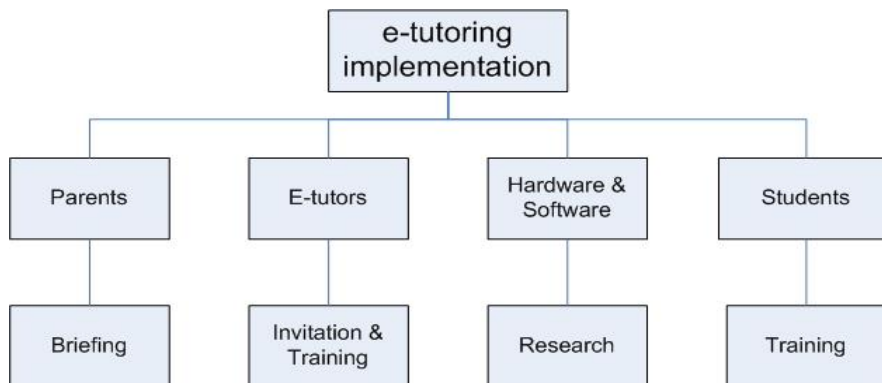 e-tutoring
implementation
Parents
E-tutors
Hardware &
Software
Students
Briefing
Invitation &
Training
Research
Training